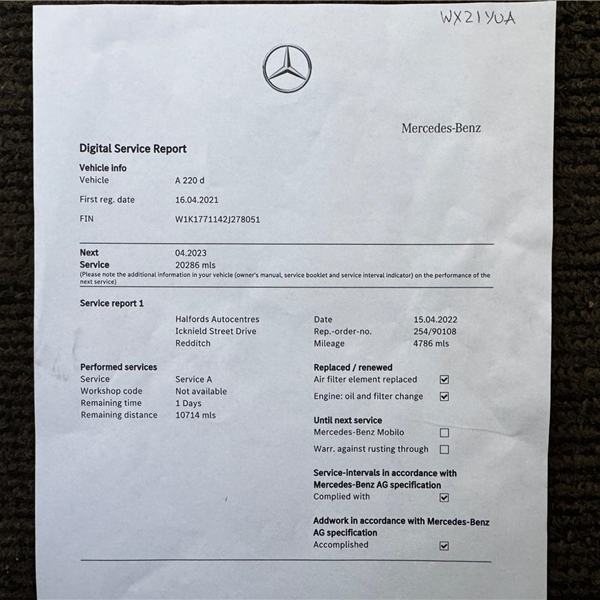 WX21YUA
Mercedes-Benz
Digital Service Report
Vehicle info
Vehicle A 220 d
First reg. date 16.04.2021
FIN W1K1771142J278051
Next 04.2023
Service 20286 mls
(Please note the additional information in your vehicle (owner's manual, service booklet and service interval indicator) on the performance of the
next service)
Service report 1
Halfords Autocentres Date 15.04.2022
Icknield Street Drive Rep.-order-no. 254/90108
Redditch Mileage 4786 mls
Performed services Replaced / renewed
Service Service A Air filter element replaced
Workshop code Not available
Remaining time 1 Days Engine: oil and filter change
Remaining distance 10714 mls
Until next service
Mercedes-Benz Mobilo
Warr. against rusting through
Service-intervals in accordance with
Mercedes-Benz AG specification
Complied with
Addwork in accordance with Mercedes-Benz
AG specification
Accomplished